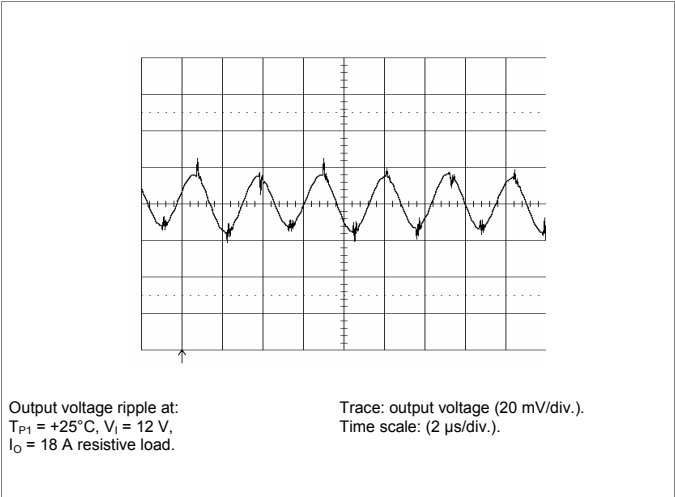 Output voltage ripple at:
TP1 = +25°C, VI = 12 V,
IO = 18 A resistive load.
Trace: output voltage (20 mV/div.).
Time scale: (2 µs/div.).